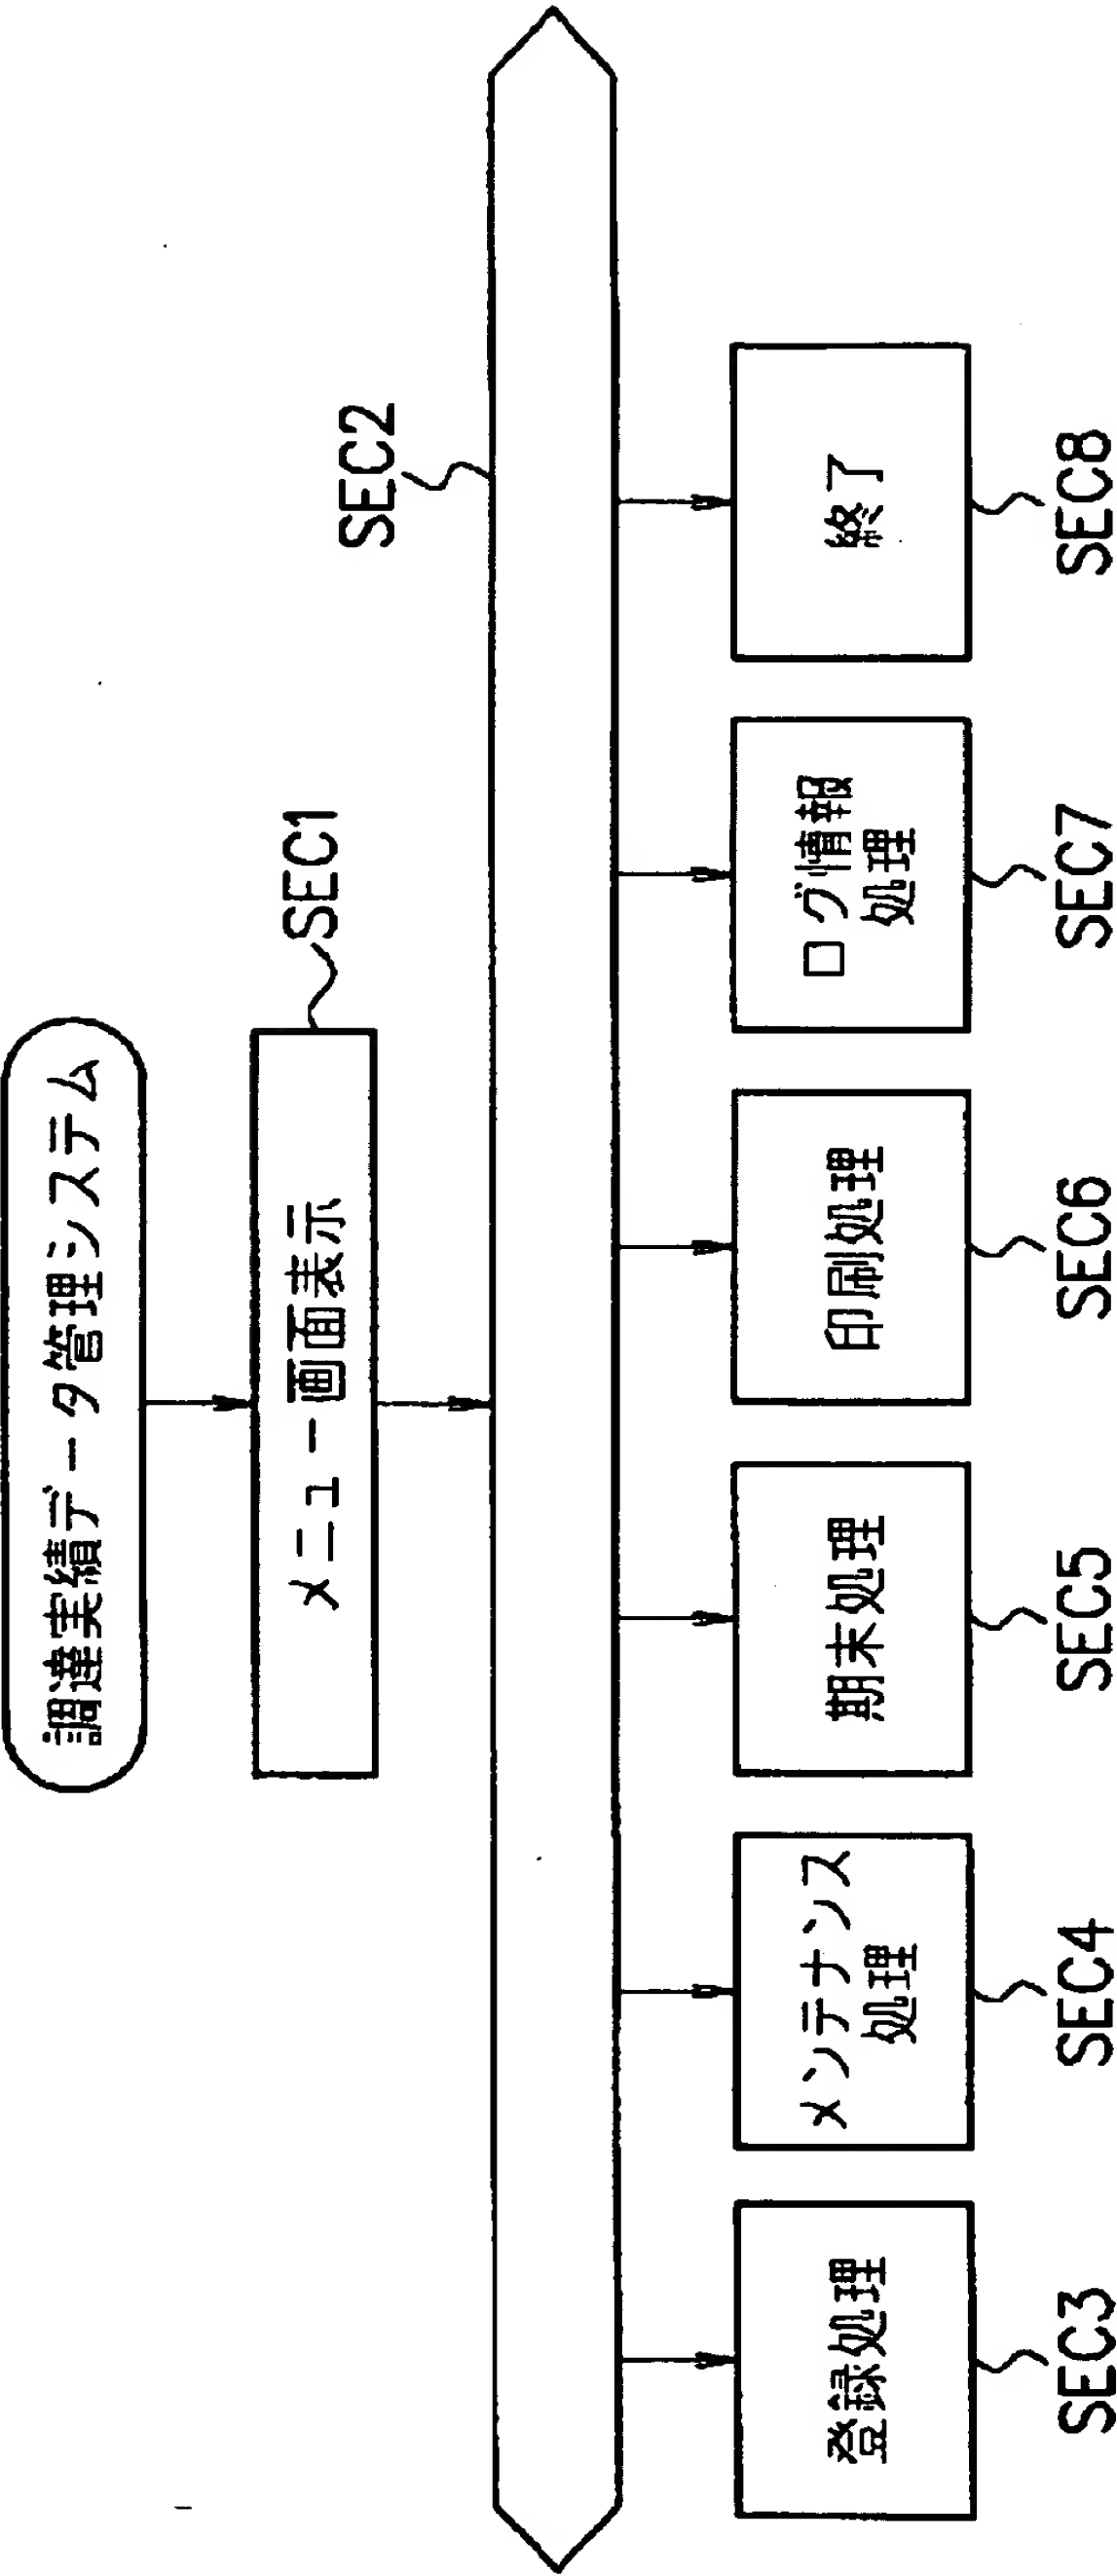 調達実績データ管理システム
メニュー画面表示
SEC1
SEC2
登録処理
メンテナンス
処理
期末処理
印刷処理
ログ情報
処理
終了
SEC3
SEC4
SEC5
SEC6
SEC7
SEC8